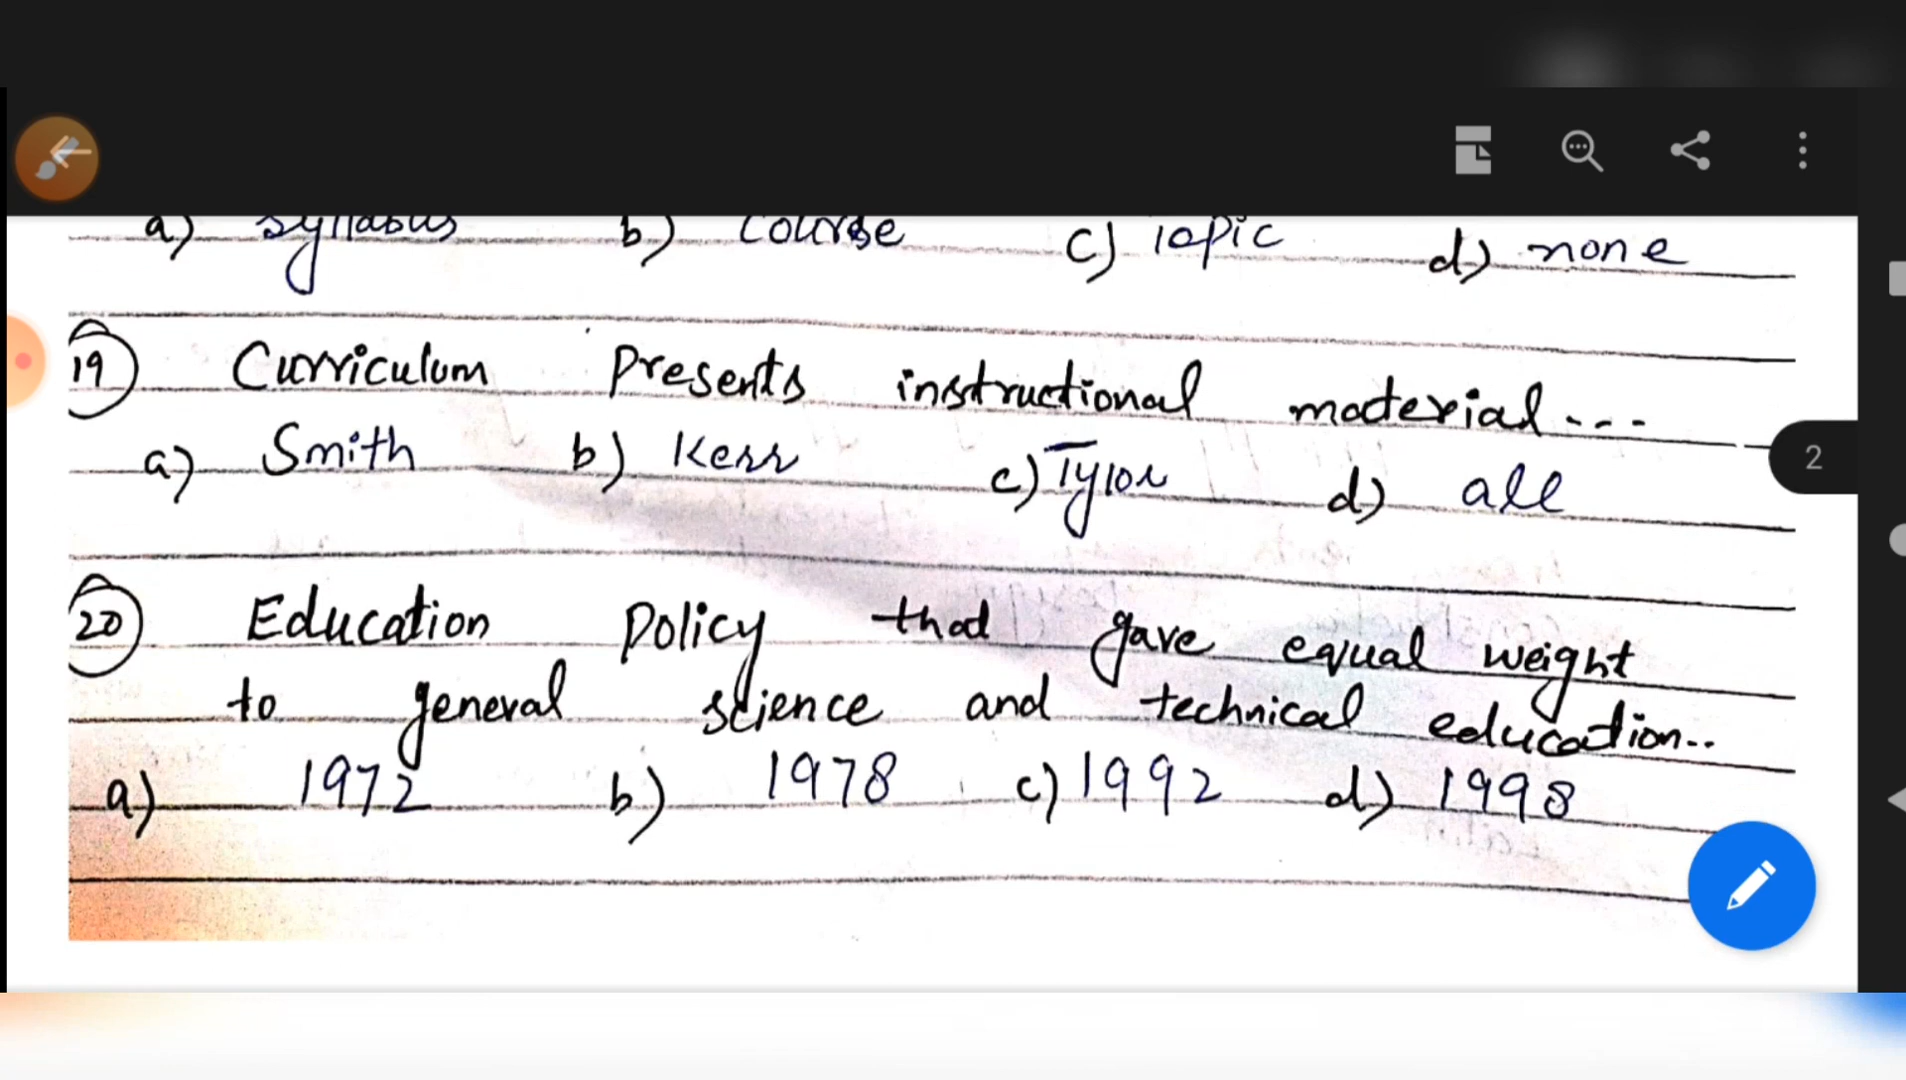 a) syllabus b) course c) Topic d) none
19 Curriculum Presents instructional material ---
a) Smith b) Kerr c) Tylor d) all
2
20 Education Policy that gave equal weight
to general science and technical education..
a) 1972 b) 1978 c) 1992 d) 1998